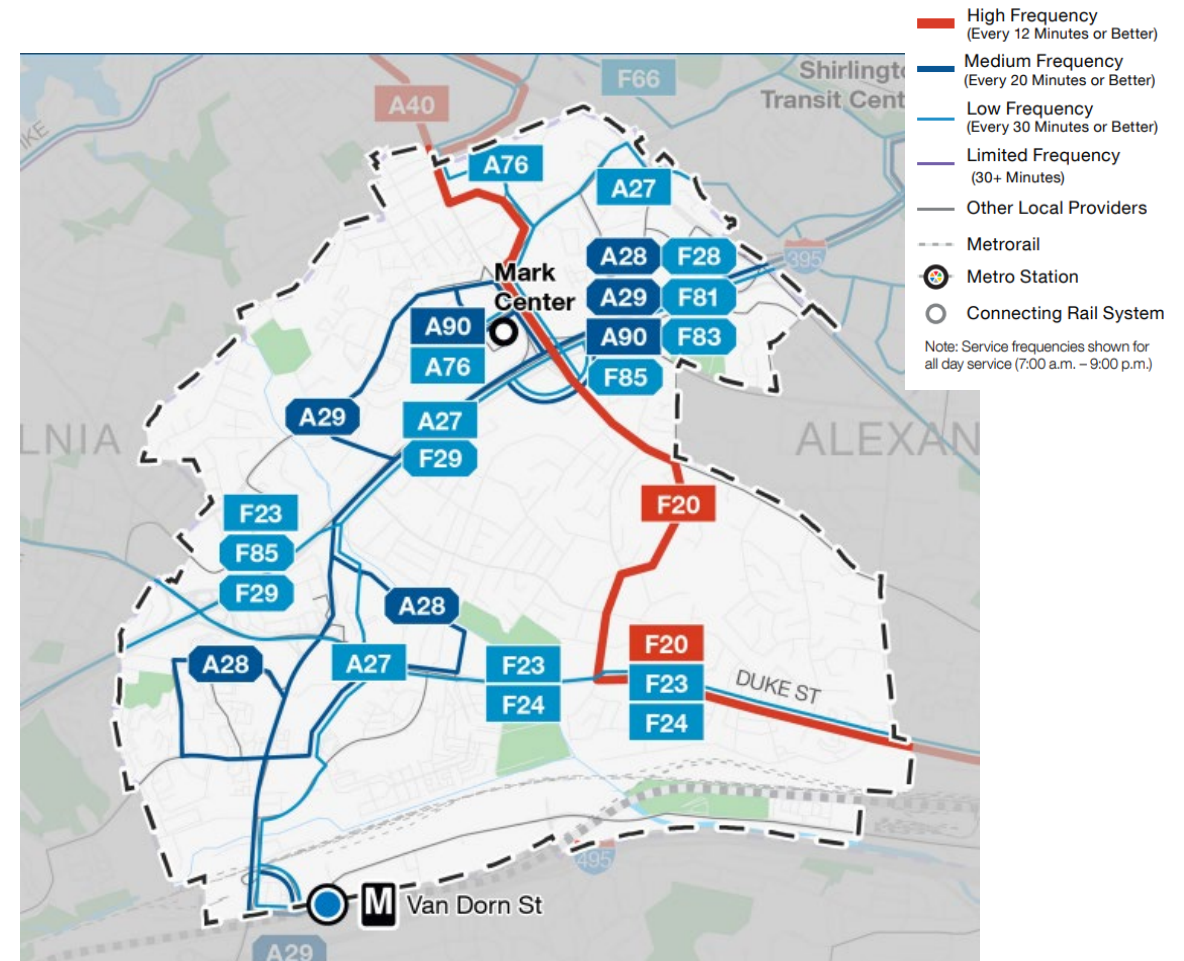 High Frequency
(Every 12 Minutes or Better)
Medium Frequency
(Every 20 Minutes or Better)
Low Frequency
(Every 30 Minutes or Better)
Limited Frequency
(30+ Minutes)
Other Local Providers
Metrorail
Metro Station
Connecting Rail System
Note: Service frequencies shown for
all day service (7:00 a.m. – 9:00 p.m.)
F66
Shirlingto
Transit Cent
A40
IKE
A76
A27
A28 F28
395
Mark
Center
A29 F81
A90
A90 F83
A76
F85
A29
A27
LNIA
ALEXAN
F29
F20
F23
F85
F29
A28
F20
A28
A27
F23
F23
DUKE ST
F24
F24
495
M Van Dorn St
A29